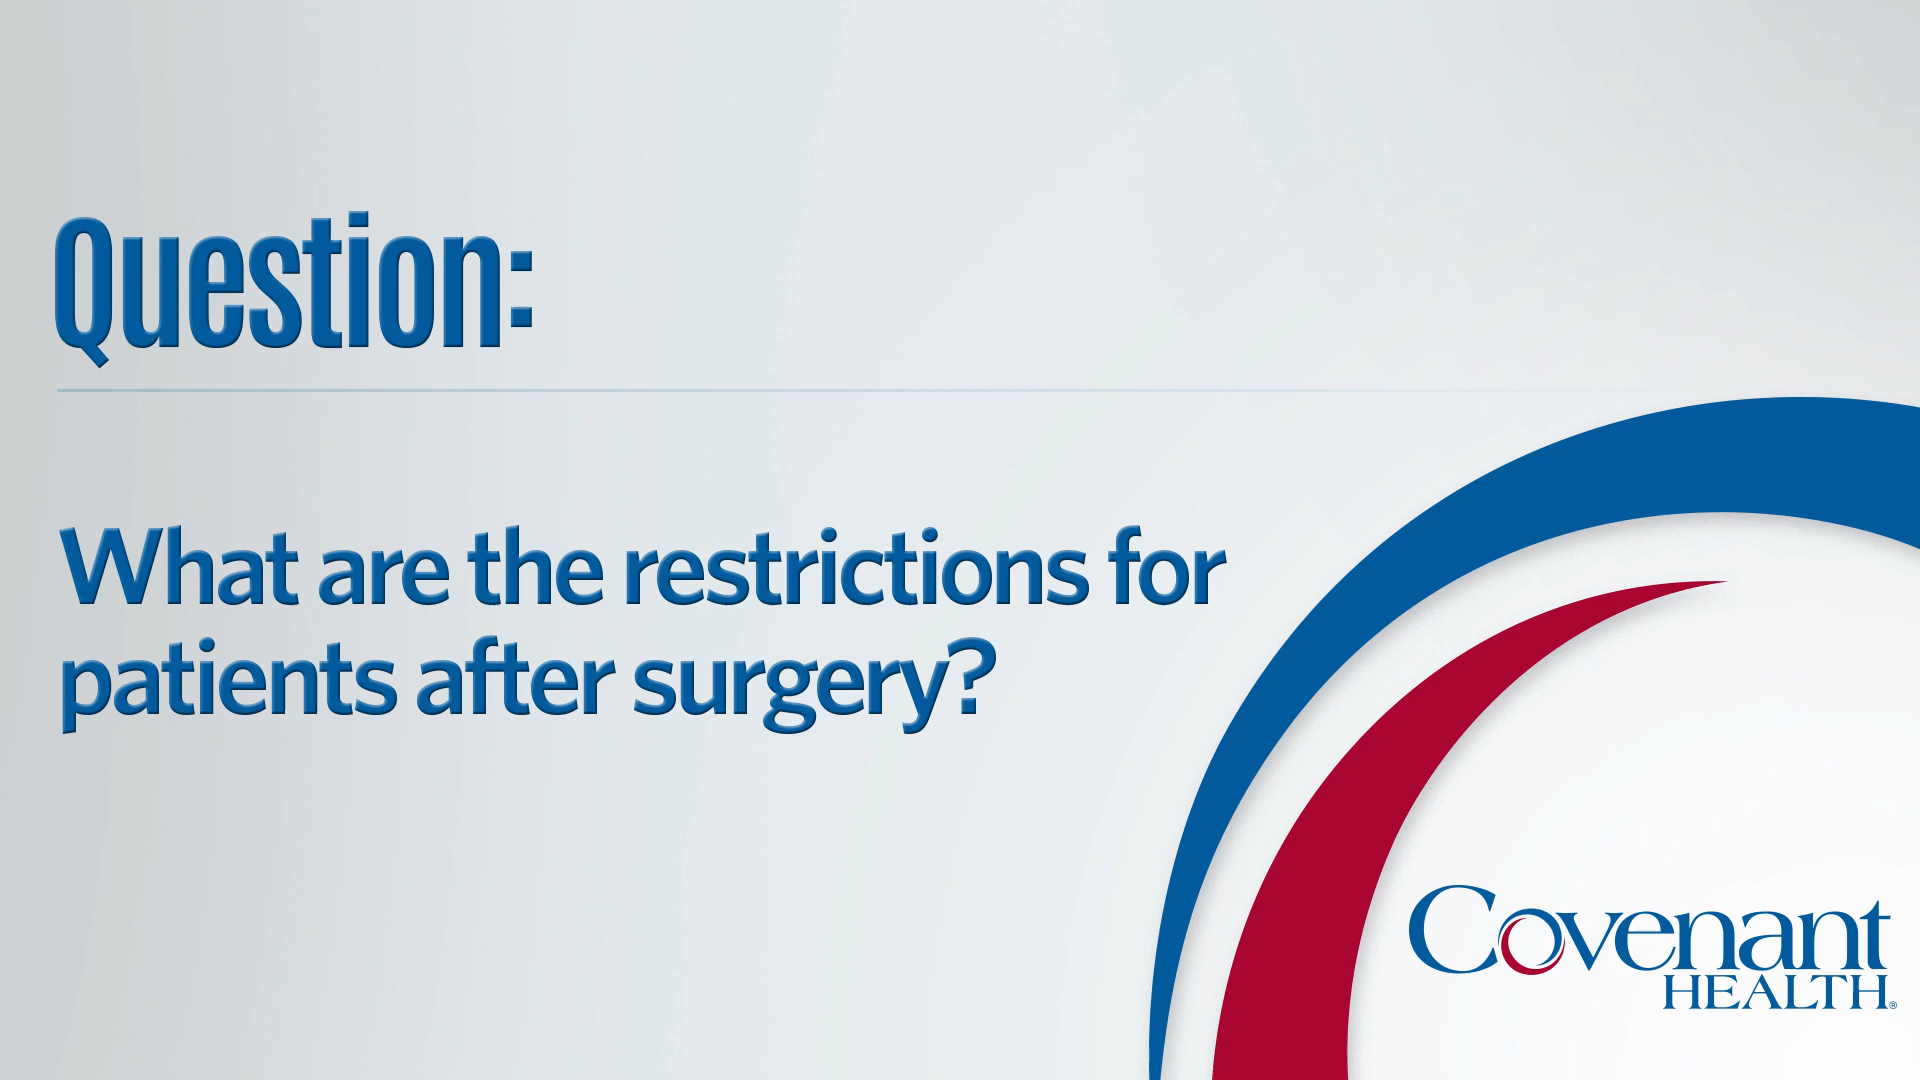 Question:
What are the restrictions for
patients after surgery?
Covenant
HEALTH®